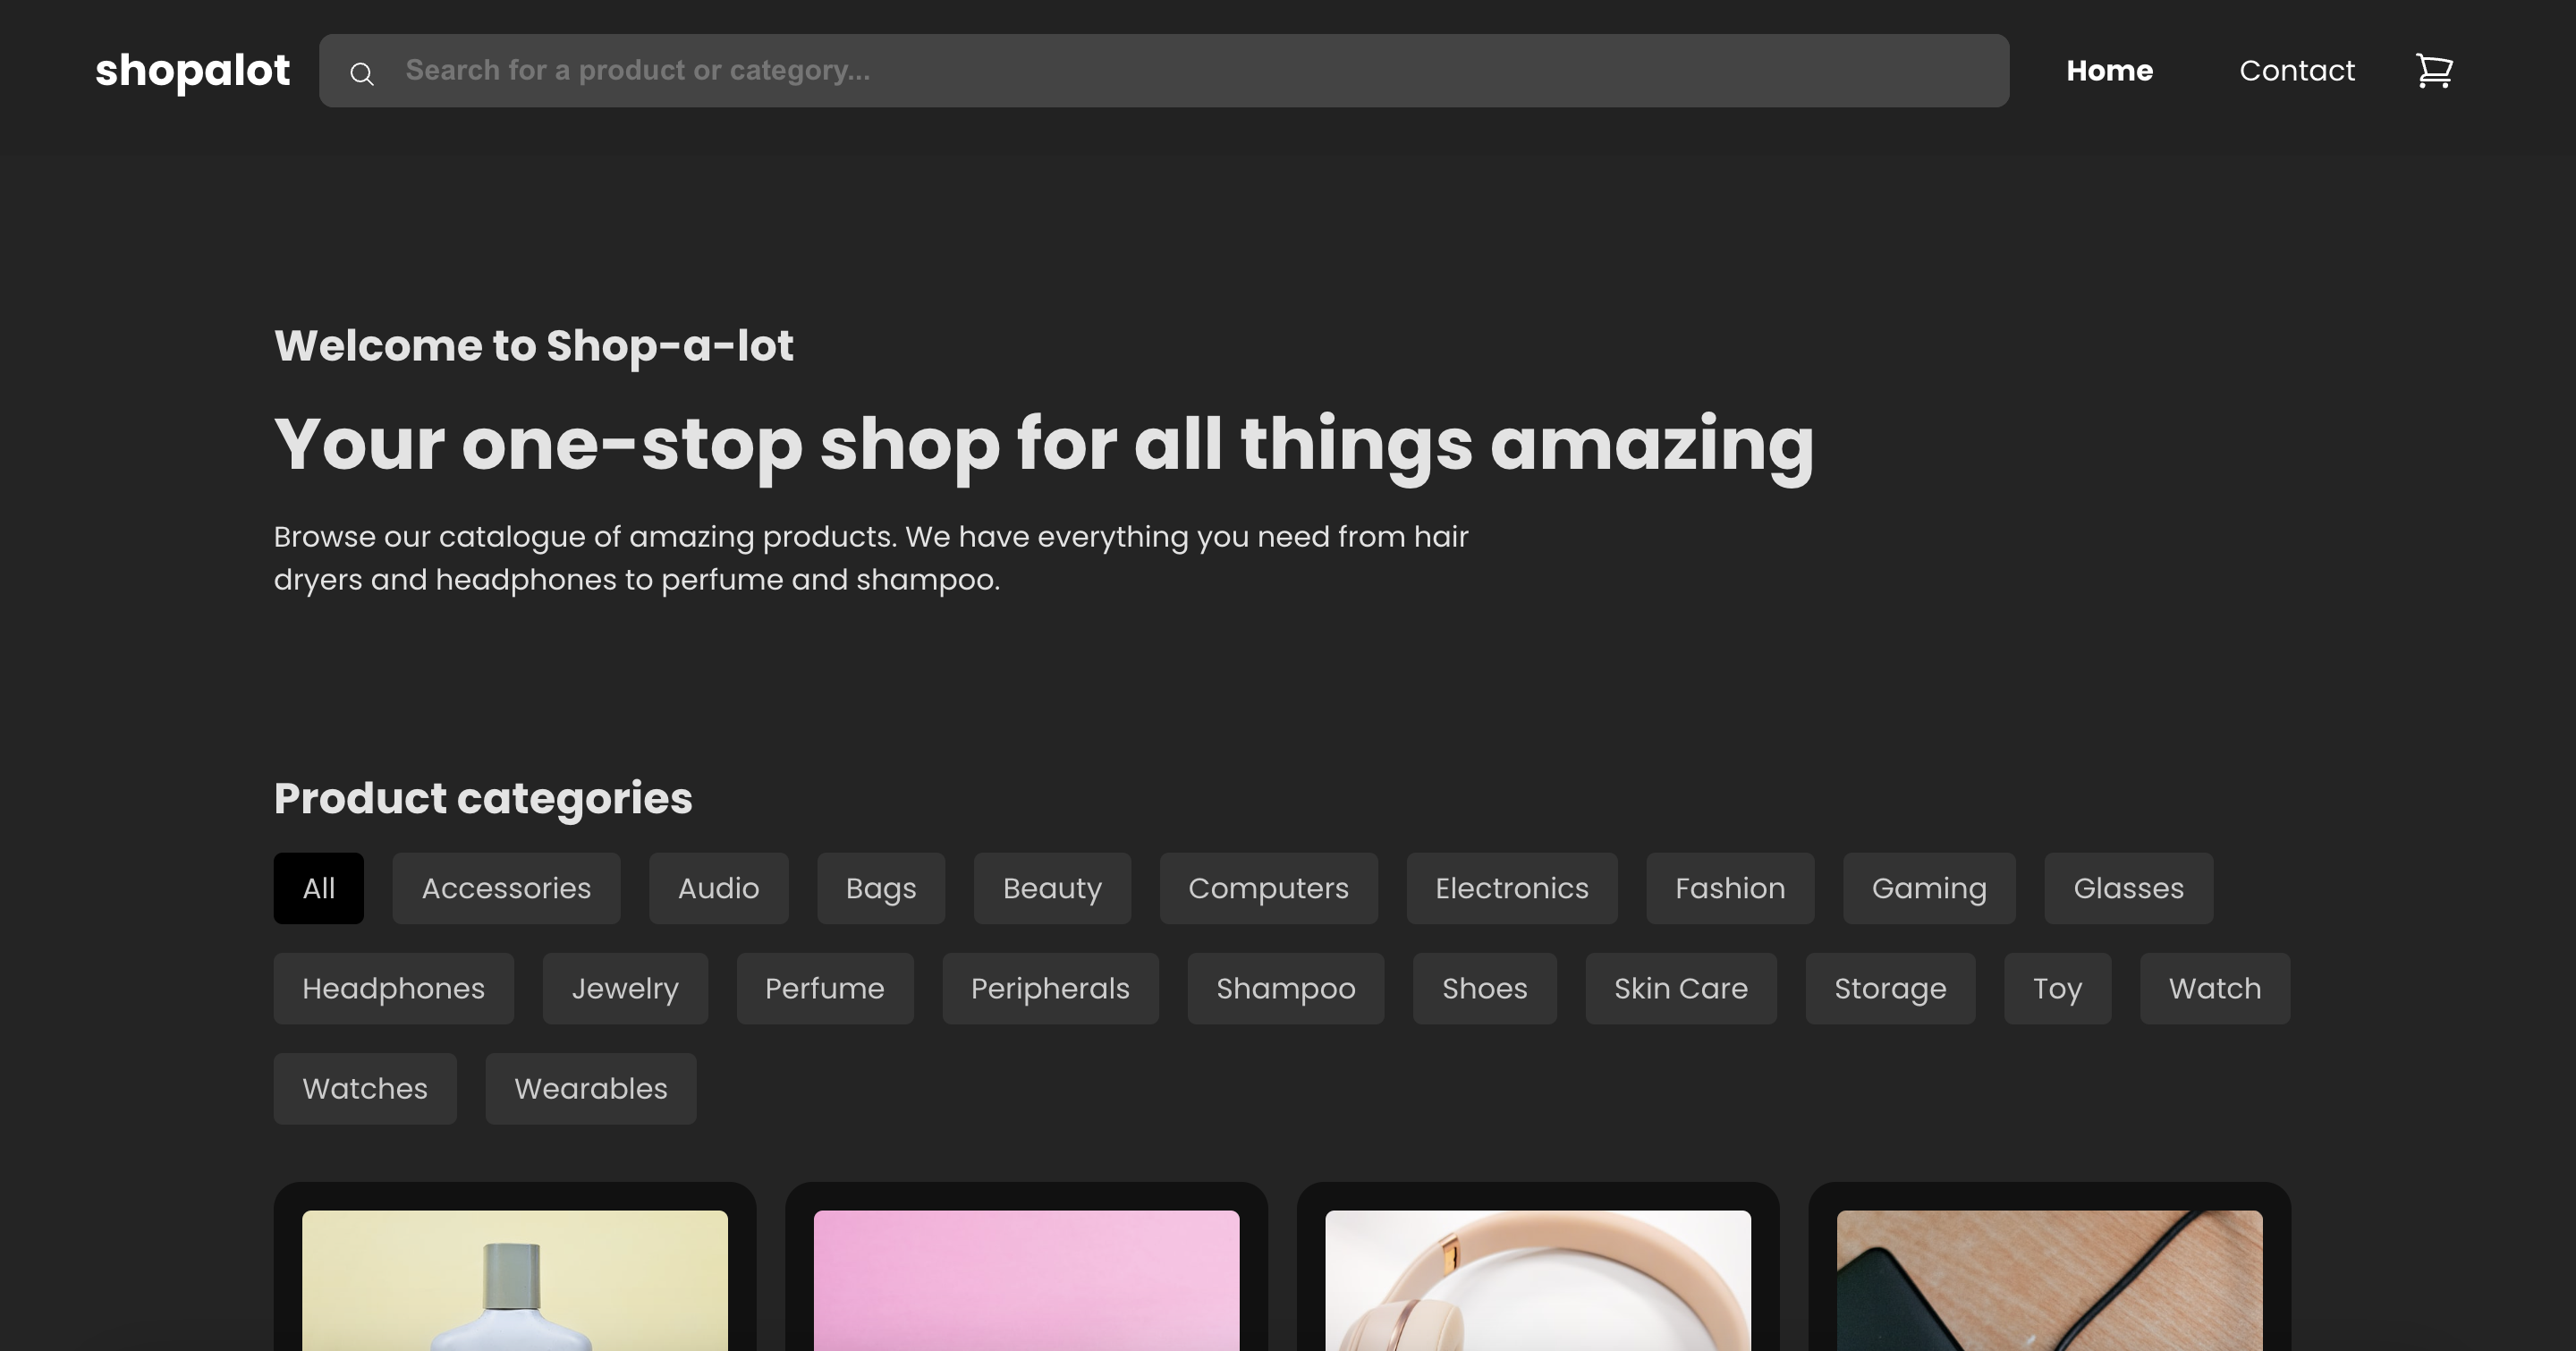 shopalot
Search for a product or category...
Home
Contact
Welcome to Shop-a-lot
Your one-stop shop for all things amazing
Browse our catalogue of amazing products. We have everything you need from hair
dryers and headphones to perfume and shampoo.
Product categories
All
Accessories
Audio
Bags
Beauty
Computers
Electronics
Fashion
Gaming
Glasses
Headphones
Jewelry
Perfume
Peripherals
Shampoo
Shoes
Skin Care
Storage
Toy
Watch
Watches
Wearables